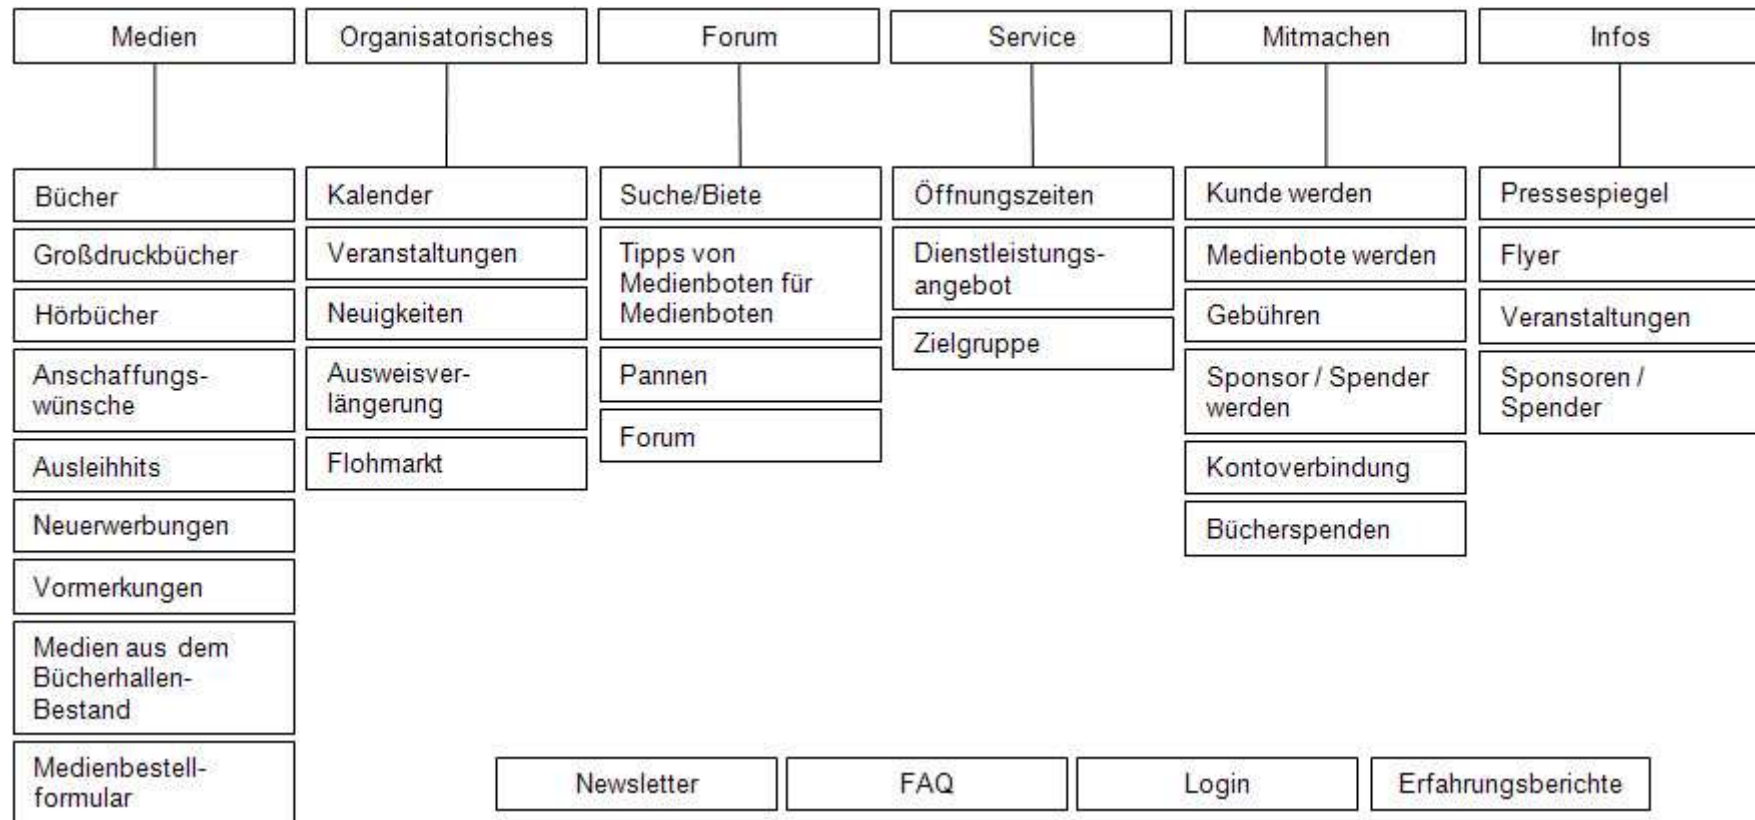 Medien
Organisatorisches
Forum
Service
Mitmachen
Infos
Bücher
Großdruckbücher
Hörbücher
Anschaffungs-
wünsche
Ausleihhits
Neuerwerbungen
Vormerkungen
Medien aus dem
Bücherhallen-
Bestand
Medienbestell-
formular
Kalender
Veranstaltungen
Neuigkeiten
Ausweisver-
längerung
Flohmarkt
Suche/Biete
Tipps von
Medienboten für
Medienboten
Pannen
Forum
Öffnungszeiten
Dienstleistungs-
angebot
Zielgruppe
Kunde werden
Medienbote werden
Gebühren
Sponsor / Spender
werden
Kontoverbindung
Bücherspenden
Pressespiegel
Flyer
Veranstaltungen
Sponsoren /
Spender
Newsletter
FAQ
Login
Erfahrungsberichte